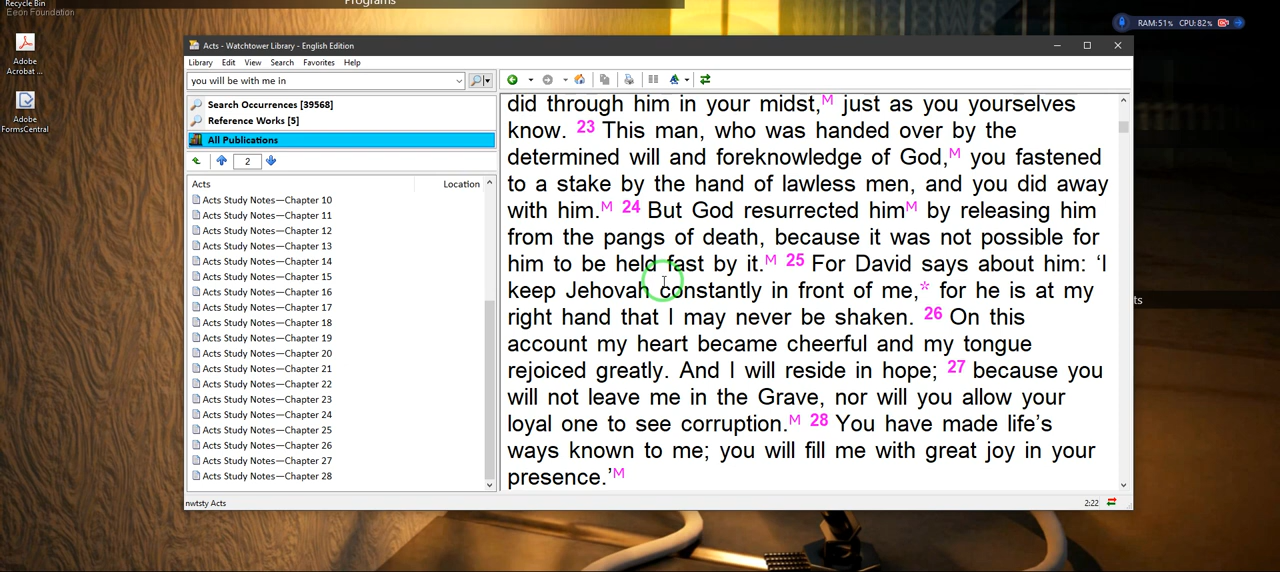 Recycle Bin
Eeon Foundation
Programs
RAM:51% CPU:82%
Adobe
Acrobat ...
Adobe
FormsCentral
ts
Acts - Watchtower Library - English Edition
Library Edit View Search Favorites Help
you will be with me in
Search Occurrences [39568]
Reference Works [5]
All Publications
2
Acts Location
Acts Study Notes—Chapter 10
Acts Study Notes—Chapter 11
Acts Study Notes—Chapter 12
Acts Study Notes—Chapter 13
Acts Study Notes—Chapter 14
Acts Study Notes—Chapter 15
Acts Study Notes—Chapter 16
Acts Study Notes—Chapter 17
Acts Study Notes—Chapter 18
Acts Study Notes—Chapter 19
Acts Study Notes—Chapter 20
Acts Study Notes—Chapter 21
Acts Study Notes—Chapter 22
Acts Study Notes—Chapter 23
Acts Study Notes—Chapter 24
Acts Study Notes—Chapter 25
Acts Study Notes—Chapter 26
Acts Study Notes—Chapter 27
Acts Study Notes—Chapter 28
did through him in your midst,M just as you yourselves
know. 23 This man, who was handed over by the
determined will and foreknowledge of God,M you fastened
to a stake by the hand of lawless men, and you did away
with him.M 24 But God resurrected himM by releasing him
from the pangs of death, because it was not possible for
him to be held fast by it.M 25 For David says about him: ‘I
keep Jehovah constantly in front of me,* for he is at my
right hand that I may never be shaken. 26 On this
account my heart became cheerful and my tongue
rejoiced greatly. And I will reside in hope; 27 because you
will not leave me in the Grave, nor will you allow your
loyal one to see corruption.M 28 You have made life’s
ways known to me; you will fill me with great joy in your
presence.’M
nwtsty Acts
2:22